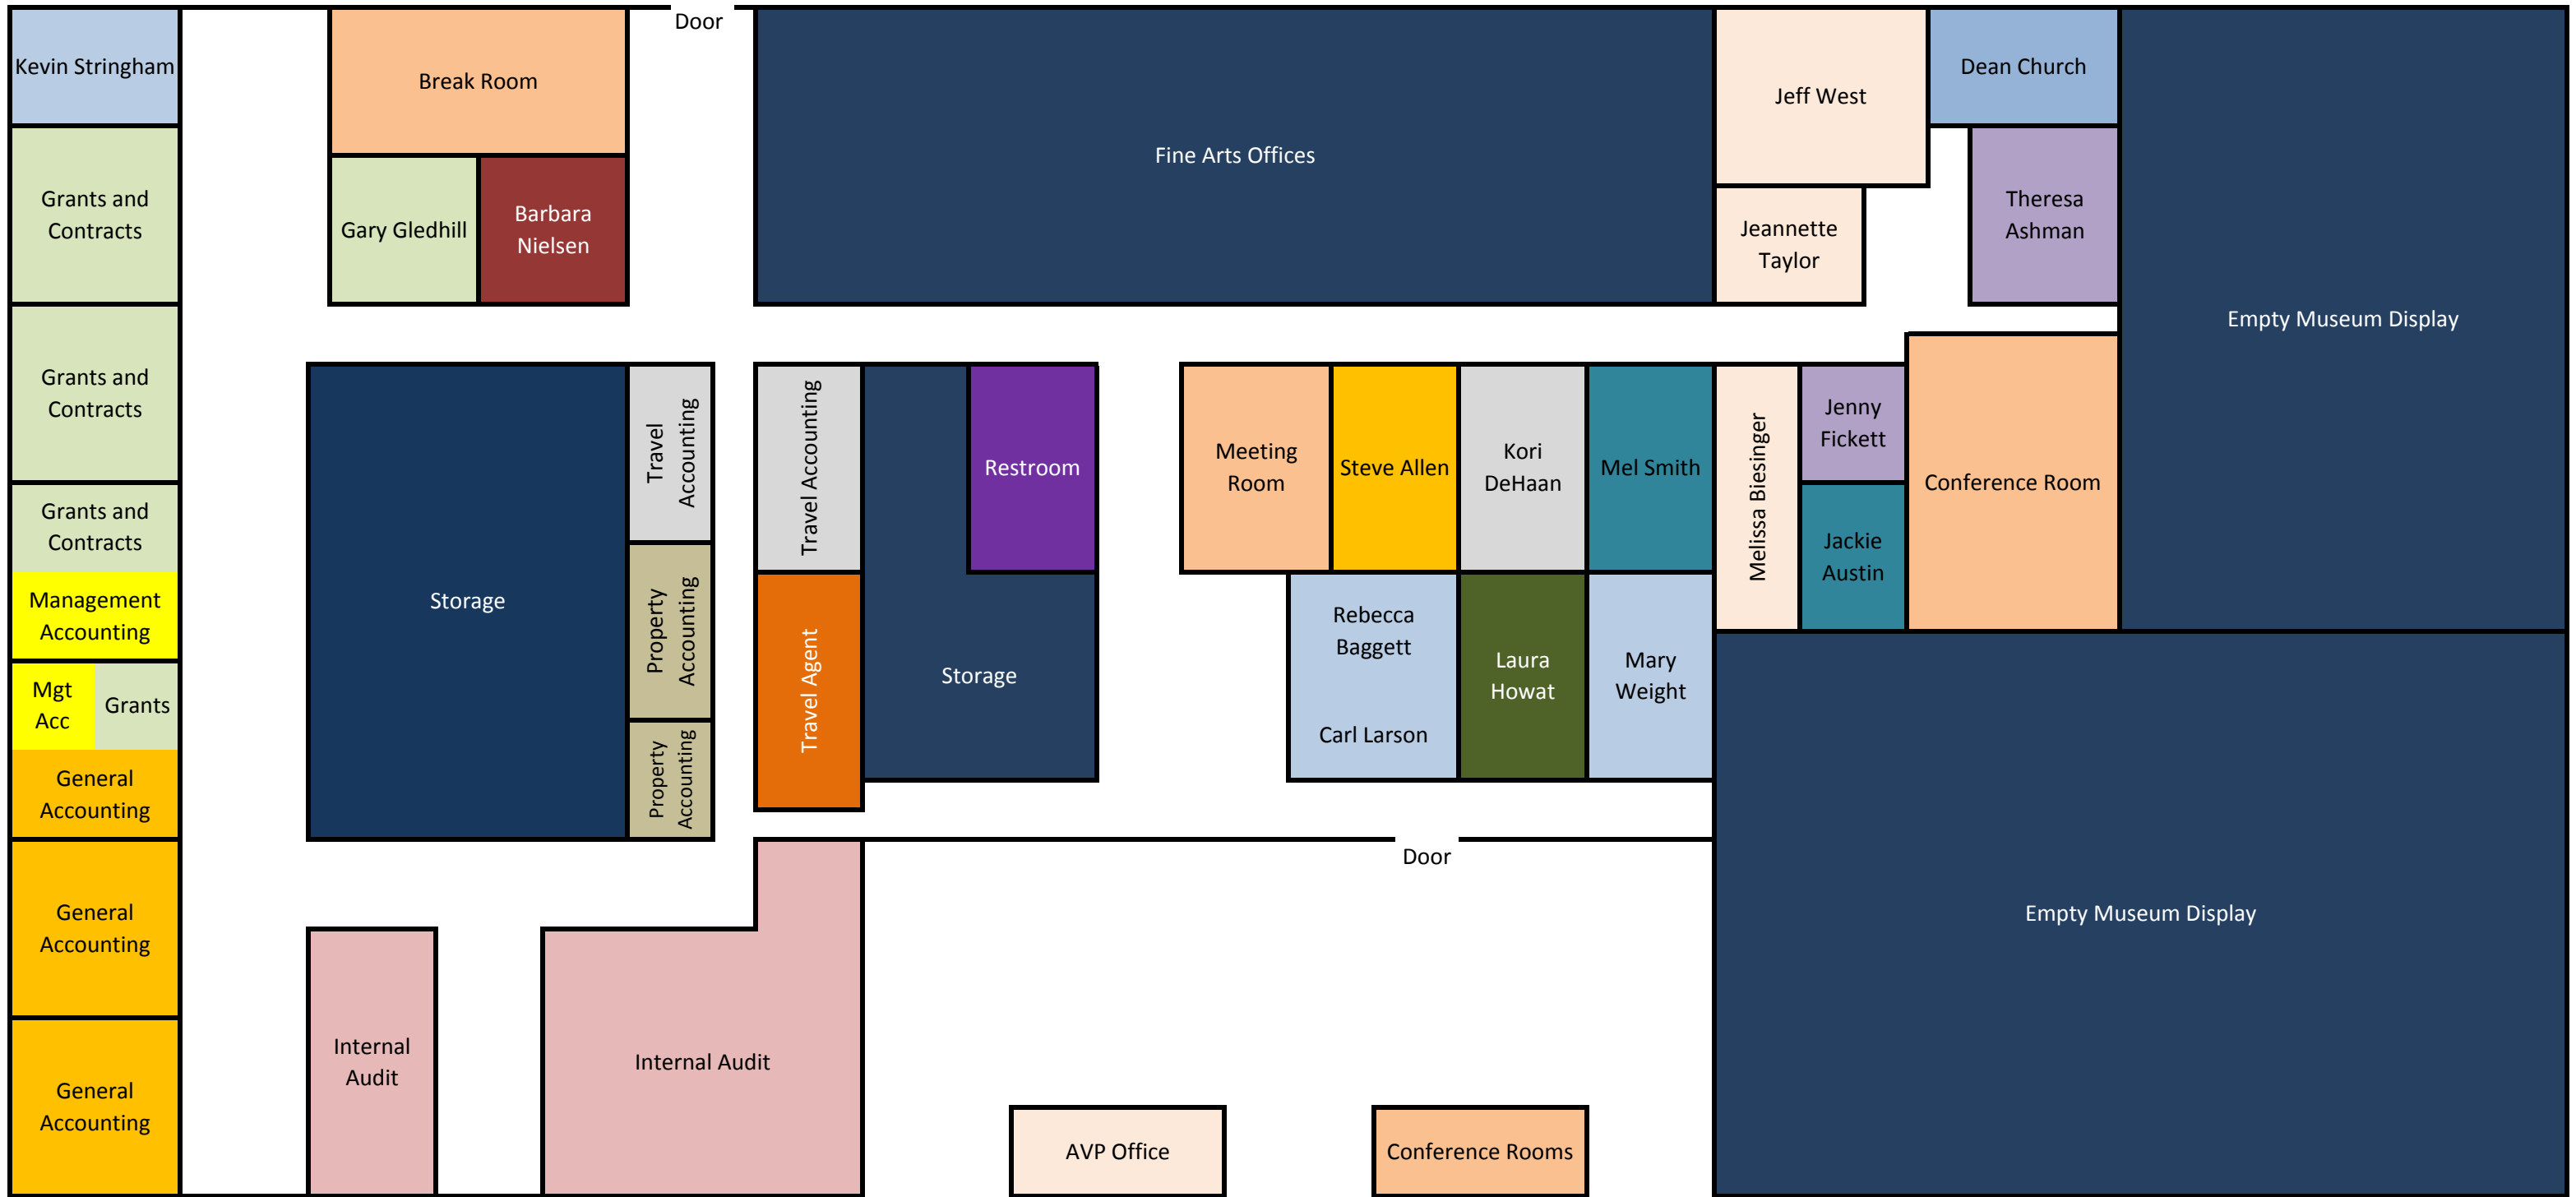 Door
Kevin Stringham
Break Room
Fine Arts Offices
Jeff West
Dean Church
Empty Museum Display
Grants and
Contracts
Gary Gledhill
Barbara
Nielsen
Jeannette
Taylor
Theresa
Ashman
Grants and
Contracts
Storage
Travel
Accounting
Travel Accounting
Restroom
Meeting
Room
Steve Allen
Kori
DeHaan
Mel Smith
Melissa Biesinger
Jenny
Fickett
Conference Room
Grants and
Contracts
Jackie
Austin
Management
Accounting
Property
Accounting
Travel Agent
Storage
Rebecca
Baggett
Carl Larson
Laura
Howat
Mary
Weight
Mgt
Acc
Grants
General
Accounting
Property
Accounting
Door
General
Accounting
Empty Museum Display
General
Accounting
Internal
Audit
Internal Audit
AVP Office
Conference Rooms